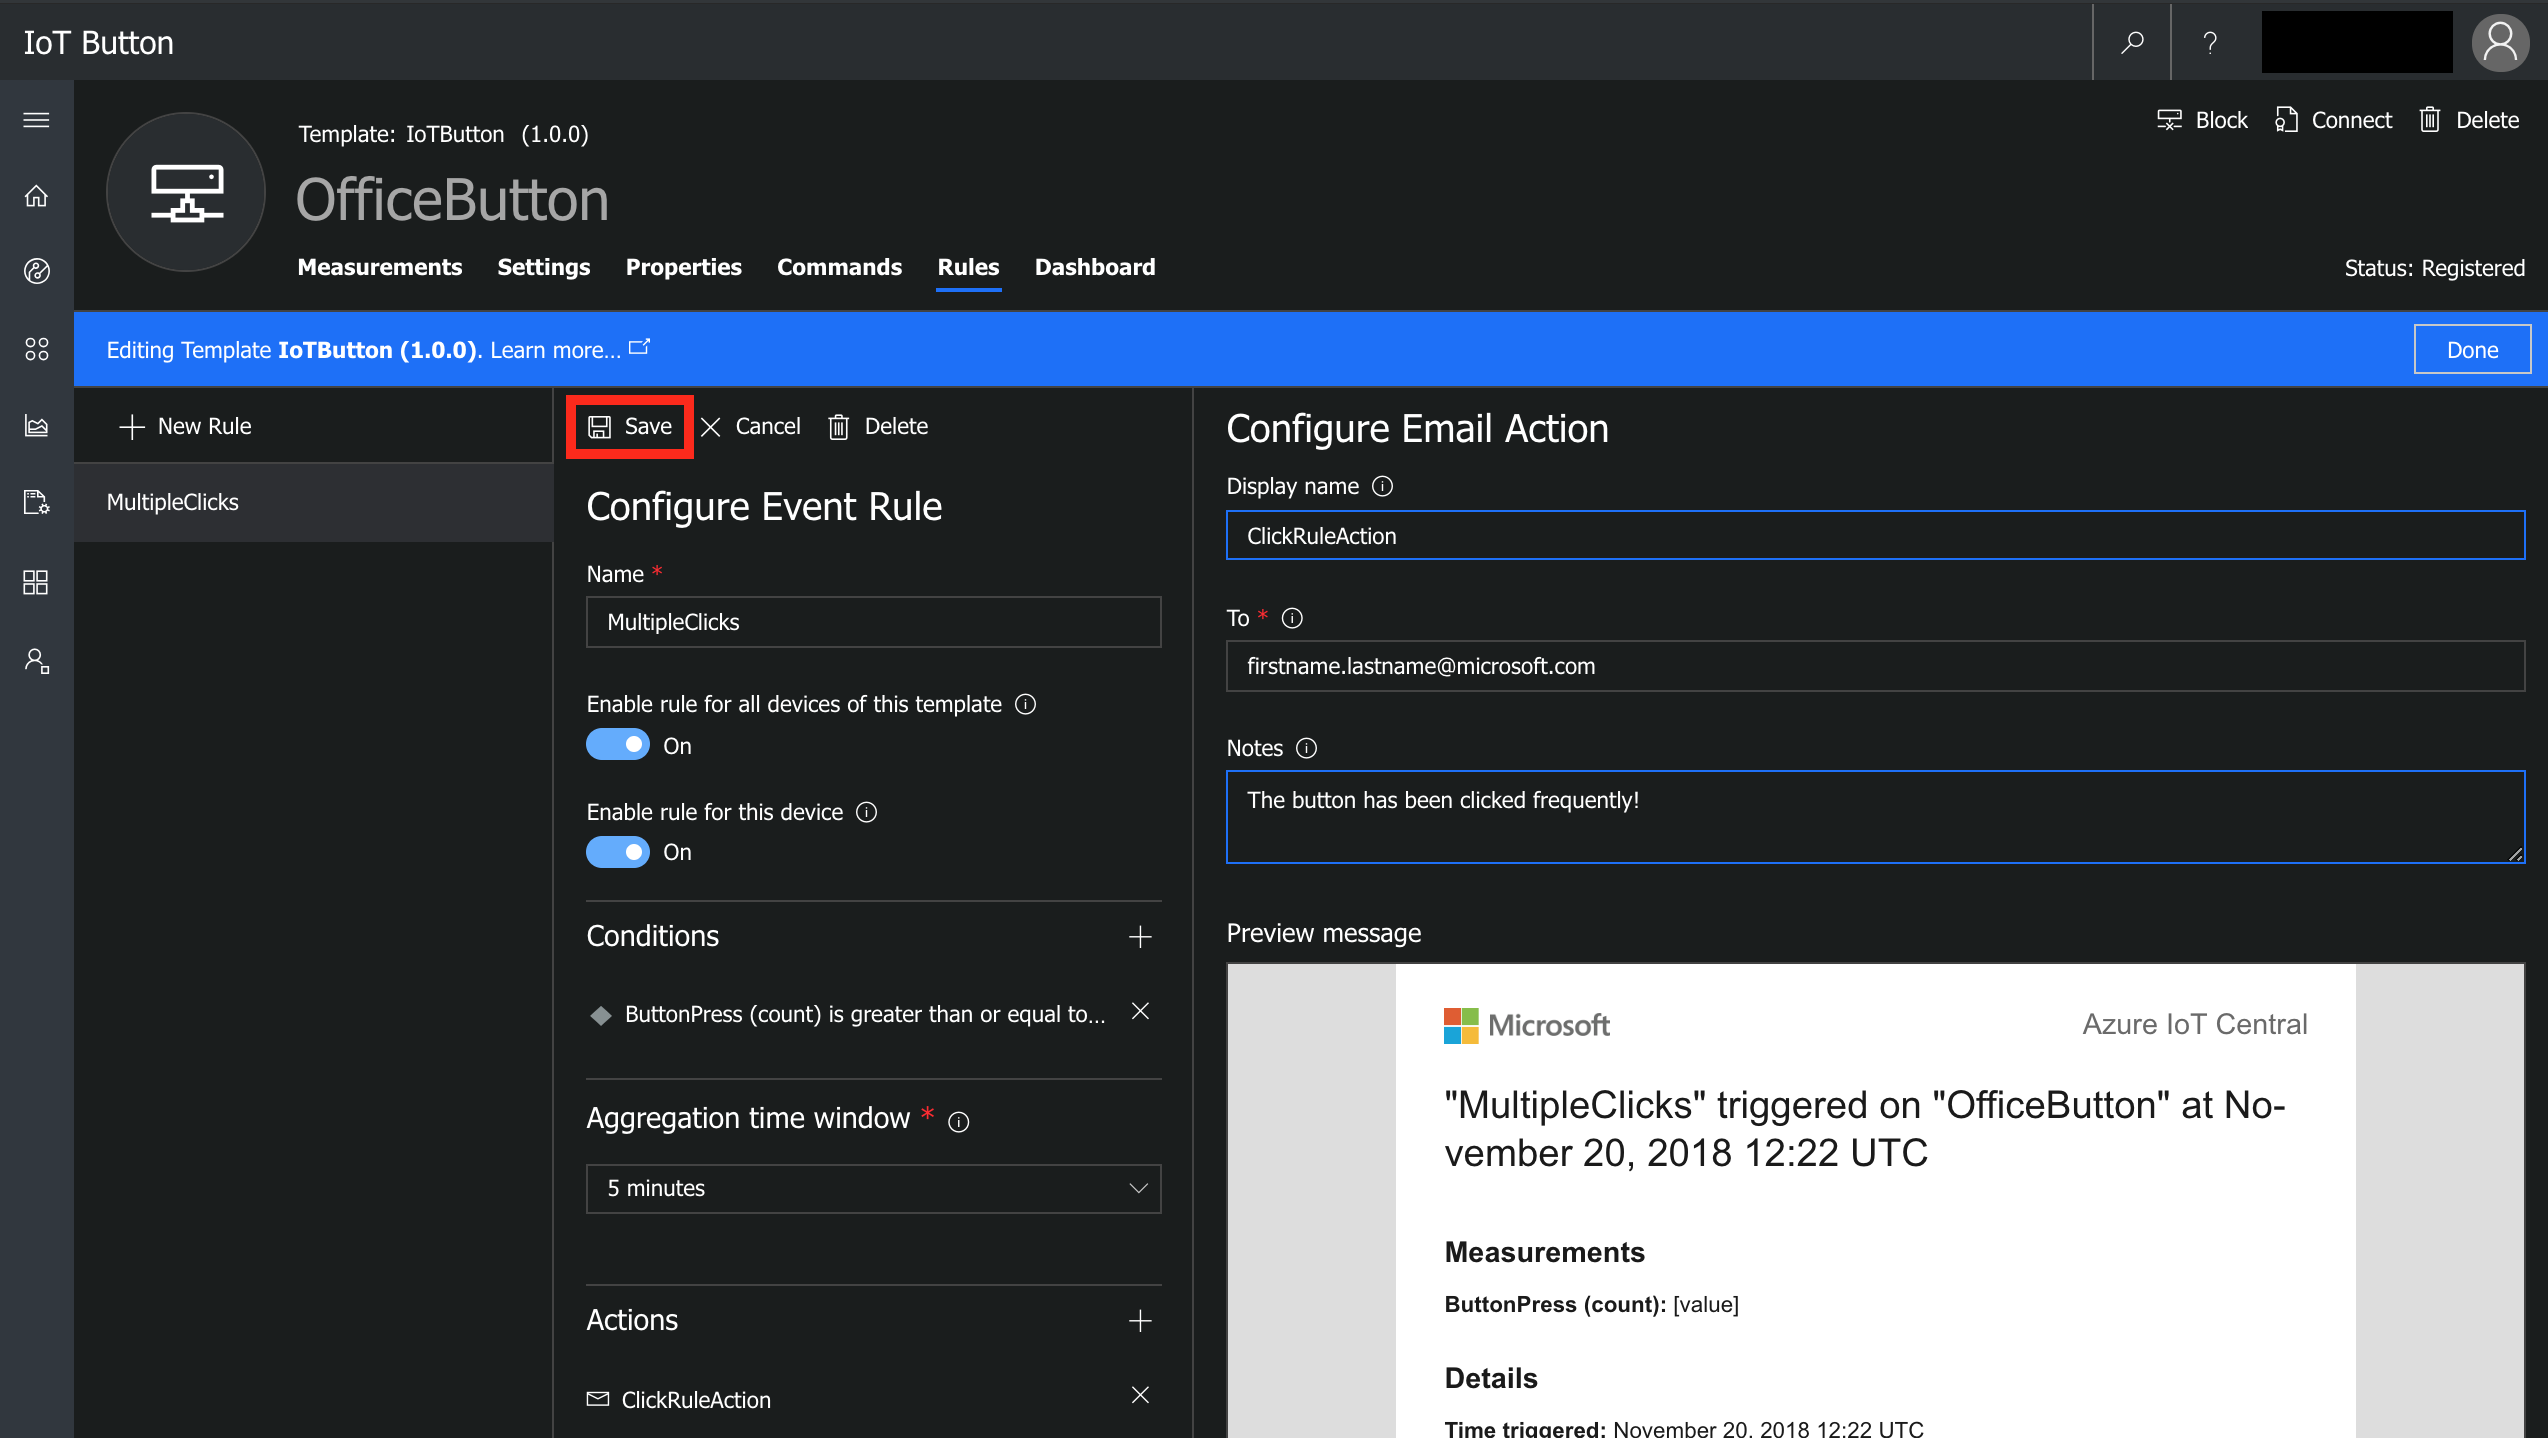 IoT Button
?
Template: IoTButton (1.0.0)
Block
Connect
Delete
OfficeButton
Measurements
Settings
Properties
Commands
Rules
Dashboard
Status: Registered
Editing Template IoTButton (1.0.0). Learn more...
Done
New Rule
MultipleClicks
Save
Cancel
Delete
Configure Event Rule
Name *
MultipleClicks
Enable rule for all devices of this template
On
Enable rule for this device
On
Conditions
ButtonPress (count) is greater than or equal to...
Aggregation time window *
5 minutes
Actions
ClickRuleAction
Configure Email Action
Display name
ClickRuleAction
To *
firstname.lastname@microsoft.com
Notes
The button has been clicked frequently!
Preview message
Microsoft
Azure IoT Central
"MultipleClicks" triggered on "OfficeButton" at No-
vember 20, 2018 12:22 UTC
Measurements
ButtonPress (count): [value]
Details
Time triggered: November 20, 2018 12:22 UTC